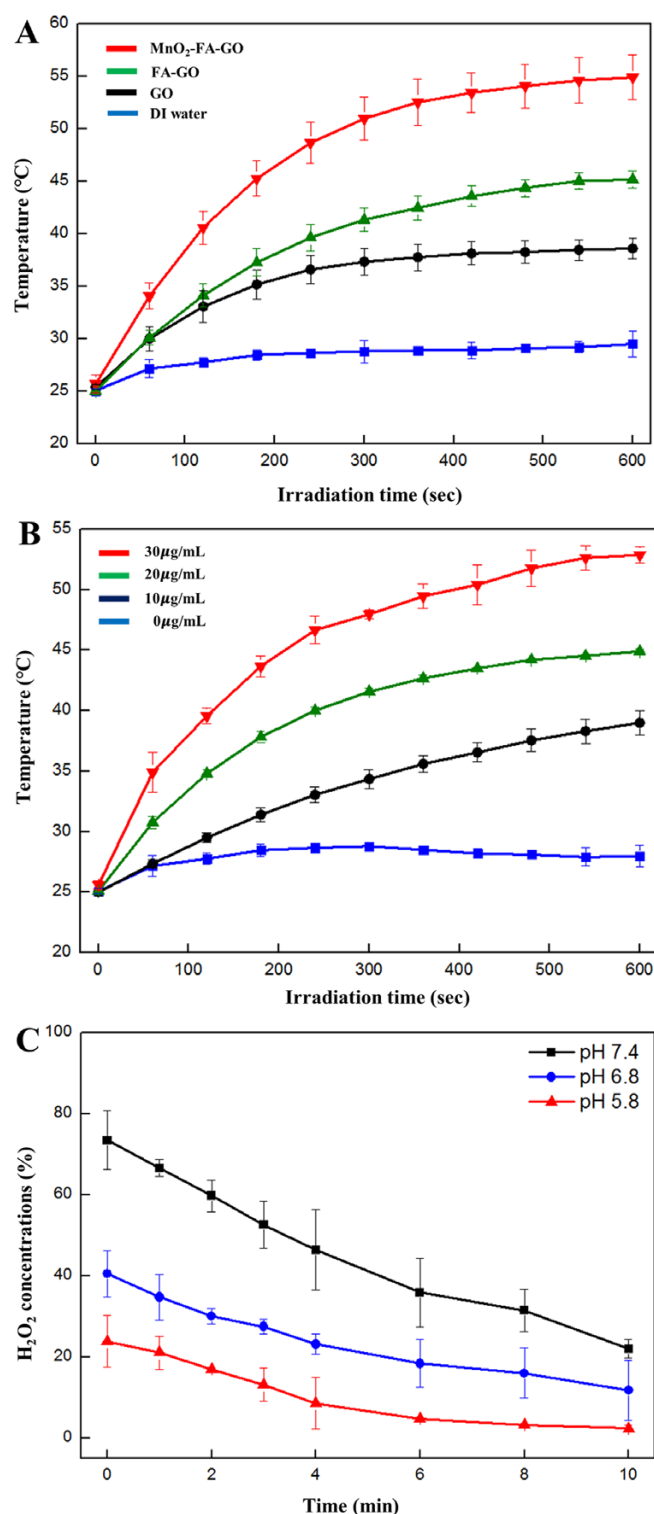 A
MnO₂-FA-GO
FA-GO
GO
DI water
60
55
50
45
40
35
30
25
20
Temperature (°C)
0 100 200 300 400 500 600
Irradiation time (sec)
B
30μg/mL
20μg/mL
10μg/mL
0μg/mL
55
50
45
40
35
30
25
20
Temperature (°C)
0 100 200 300 400 500 600
Irradiation time (sec)
C
pH 7.4
pH 6.8
pH 5.8
100
80
60
40
20
0
H₂O₂ concentrations (%)
0 2 4 6 8 10
Time (min)